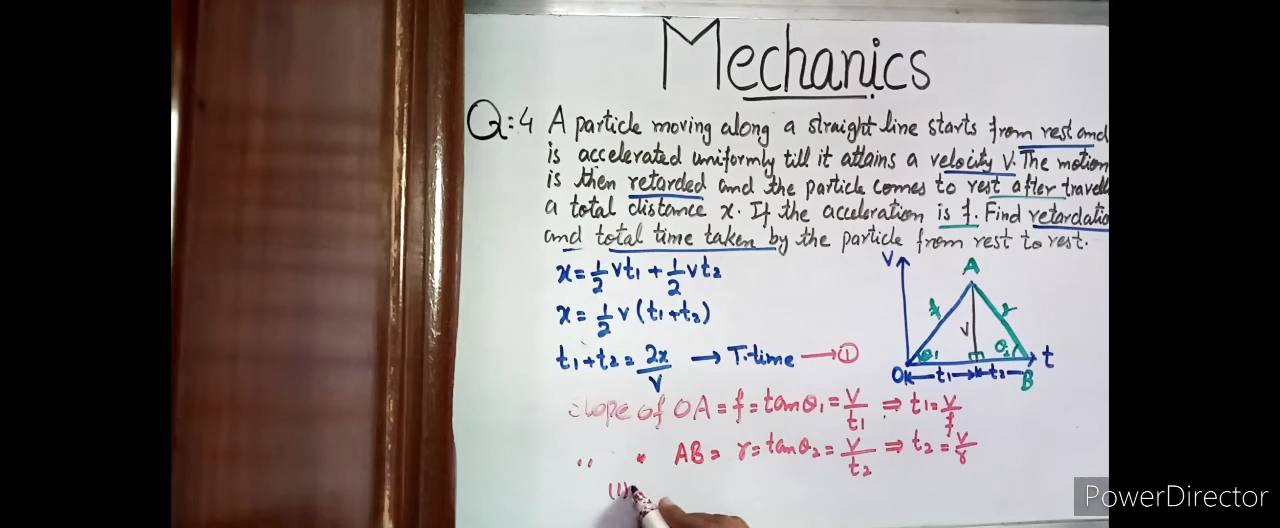 Mechanics
Q:4 A particle moving along a straight line starts from rest and
is accelerated uniformly till it attains a velocity V. The motion
is then retarded and the particle comes to rest after travell
a total distance x. If the acceleration is f. Find retardatio
and total time taken by the particle from rest to rest.
x = 1/2 vt₁ + 1/2 vt₂
x = 1/2 v (t₁+t₂)
t₁+t₂ = 2x/v → T.time → ①
Slope of OA = f = tanθ₁ = v/t₁ ⇒ t₁ = v/f
" " AB = r = tanθ₂ = v/t₂ ⇒ t₂ = v/r
(1)
V A
f r
V
θ₁ θ₂ t
O t₁ t₂ B
PowerDirector